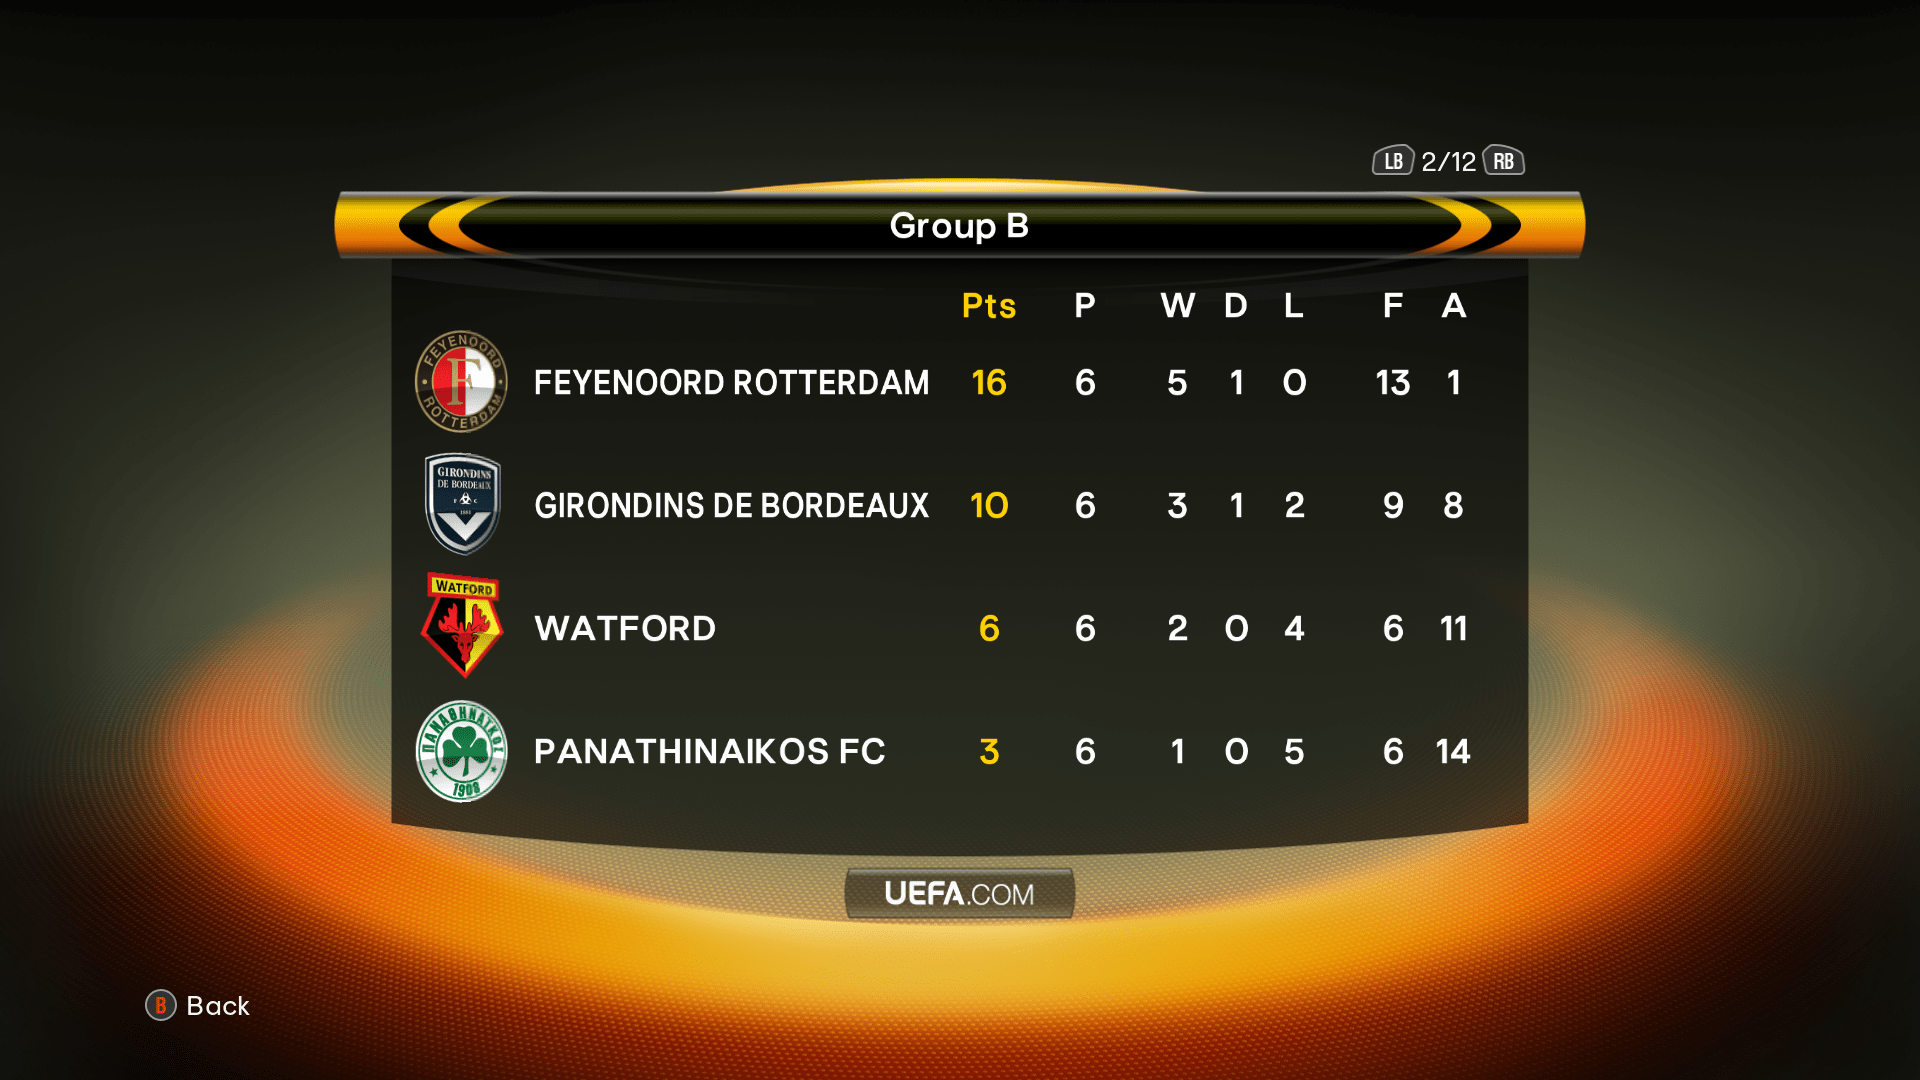 LB 2/12 RB
Group B
Pts P W D L F A
FEYENOORD ROTTERDAM
FEYENOORD ROTTERDAM 16 6 5 1 0 13 1
F
GIRONDINS
DE BORDEAUX
F C
1881
GIRONDINS DE BORDEAUX 10 6 3 1 2 9 8
WATFORD
WATFORD 6 6 2 0 4 6 11
ΠΑΝΑΘΗΝΑΪΚΟΣ
1908
PANATHINAIKOS FC 3 6 1 0 5 6 14
UEFA.COM
B Back